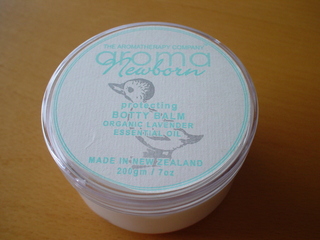 THE AROMATHERAPY COMPANY
aroma
Newborn
protecting
BOTTY BALM
ORGANIC LAVENDER
ESSENTIAL OIL
MADE IN NEW ZEALAND
200gm / 7oz